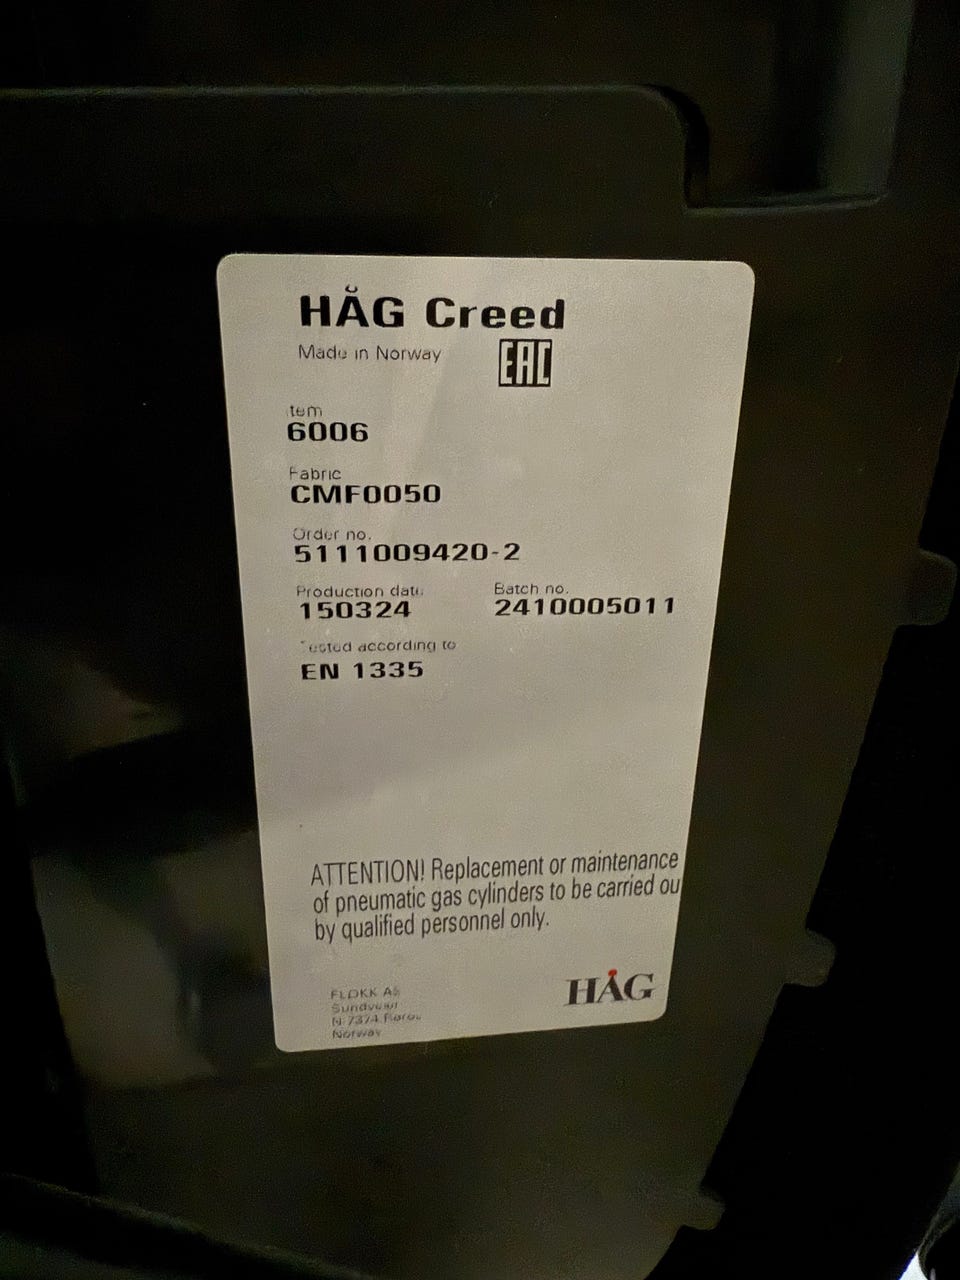 HÅG Creed
Made in Norway
EAC
Item
6006
Fabric
CMF0050
Order no.
5111009420-2
Production date
150324
Batch no.
2410005011
Tested according to
EN 1335
ATTENTION! Replacement or maintenance
of pneumatic gas cylinders to be carried ou
by qualified personnel only.
FLOKK AS
N-7374 Røros
Norway
HÅG